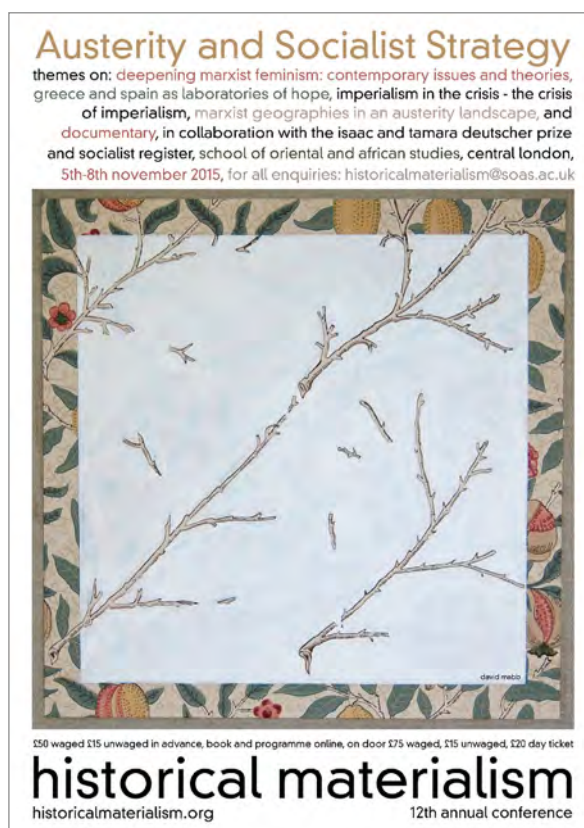 Austerity and Socialist Strategy
themes on: deepening marxist feminism: contemporary issues and theories,
greece and spain as laboratories of hope, imperialism in the crisis - the crisis
of imperialism, marxist geographies in an austerity landscape, and
documentary, in collaboration with the isaac and tamara deutscher prize
and socialist register, school of oriental and african studies, central london,
5th-8th november 2015, for all enquiries: historicalmaterialism@soas.ac.uk
david mabb
£50 waged £15 unwaged in advance, book and programme online, on door £75 waged, £15 unwaged, £20 day ticket
historical materialism
historicalmaterialism.org 12th annual conference